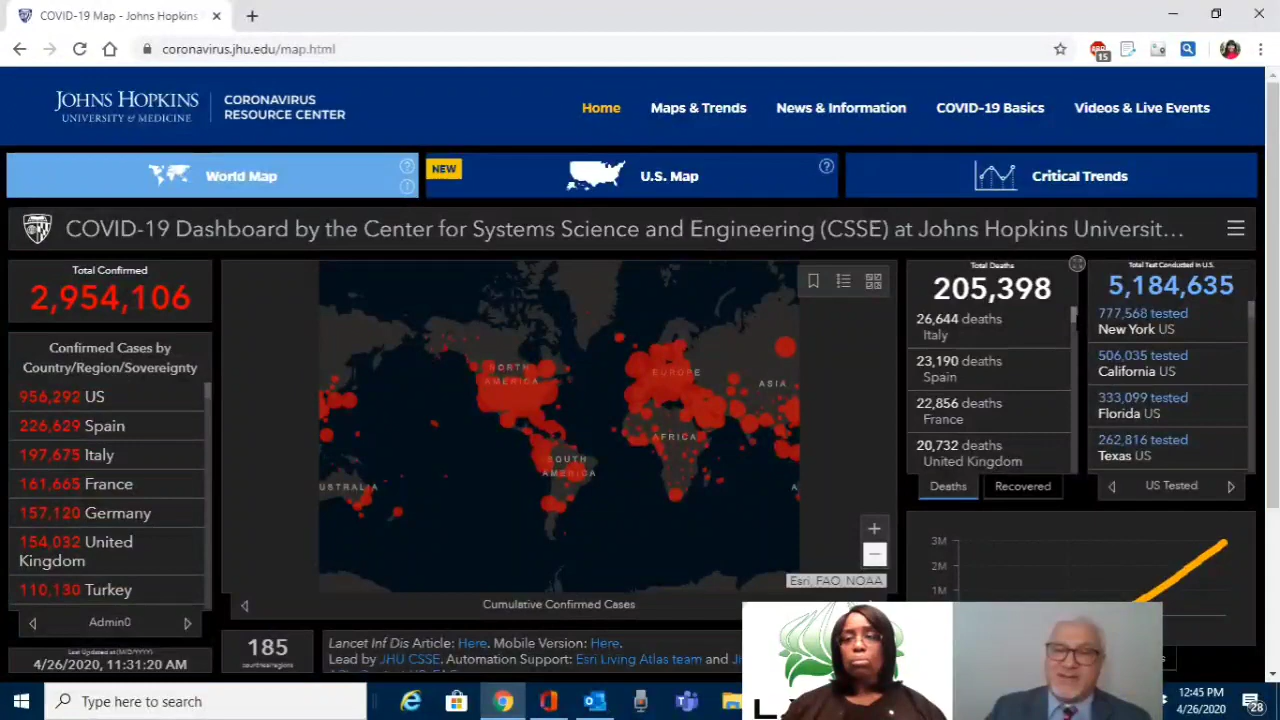 COVID-19 Map - Johns Hopkins
coronavirus.jhu.edu/map.html
15
JOHNS HOPKINS
UNIVERSITY & MEDICINE
CORONAVIRUS
RESOURCE CENTER
Home
Maps & Trends
News & Information
COVID-19 Basics
Videos & Live Events
World Map
NEW
U.S. Map
Critical Trends
COVID-19 Dashboard by the Center for Systems Science and Engineering (CSSE) at Johns Hopkins Universit...
Total Confirmed
2,954,106
Confirmed Cases by
Country/Region/Sovereignty
956,292 US
226,629 Spain
197,675 Italy
161,665 France
157,120 Germany
154,032 United
Kingdom
110,130 Turkey
Admin0
Last Updated at (M/D/YYYY)
4/26/2020, 11:31:20 AM
NORTH
AMERICA
EUROPE
ASIA
AFRICA
SOUTH
AMERICA
USTRALIA
A
Esri, FAO, NOAA
Cumulative Confirmed Cases
185
countries/regions
Lancet Inf Dis Article: Here. Mobile Version: Here.
Lead by JHU CSSE. Automation Support: Esri Living Atlas team and
Total Deaths
205,398
26,644 deaths
Italy
23,190 deaths
Spain
22,856 deaths
France
20,732 deaths
United Kingdom
Deaths
Recovered
Total Test Conducted in U.S.
5,184,635
777,568 tested
New York US
506,035 tested
California US
333,099 tested
Florida US
262,816 tested
Texas US
US Tested
3M
2M
1M
Type here to search
12:45 PM
4/26/2020
28